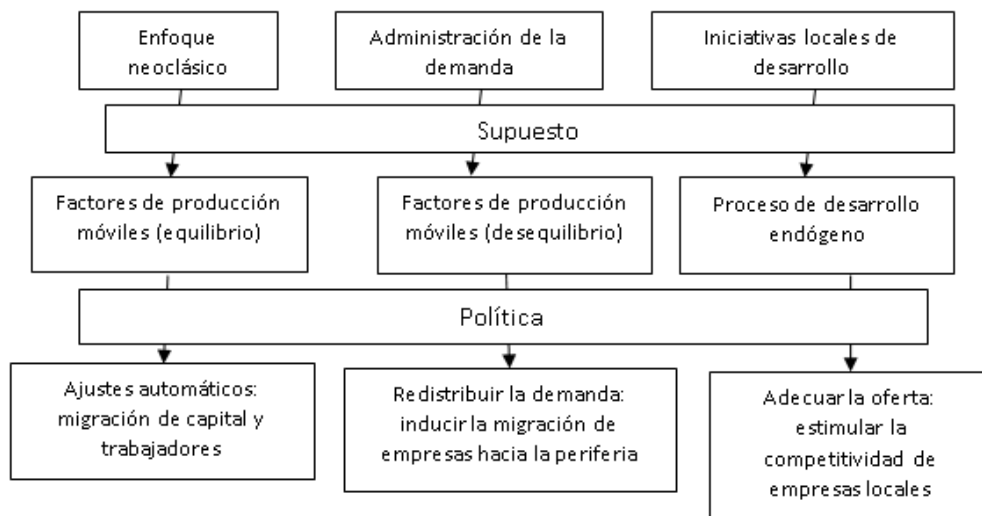 Enfoque
neoclásico
Administración de la
demanda
Iniciativas locales de
desarrollo
Supuesto
Factores de producción
móviles (equilibrio)
Factores de producción
móviles (desequilibrio)
Proceso de desarrollo
endógeno
Política
Ajustes automáticos:
migración de capital y
trabajadores
Redistribuir la demanda:
inducir la migración de
empresas hacia la periferia
Adecuar la oferta:
estimular la
competitividad de
empresas locales